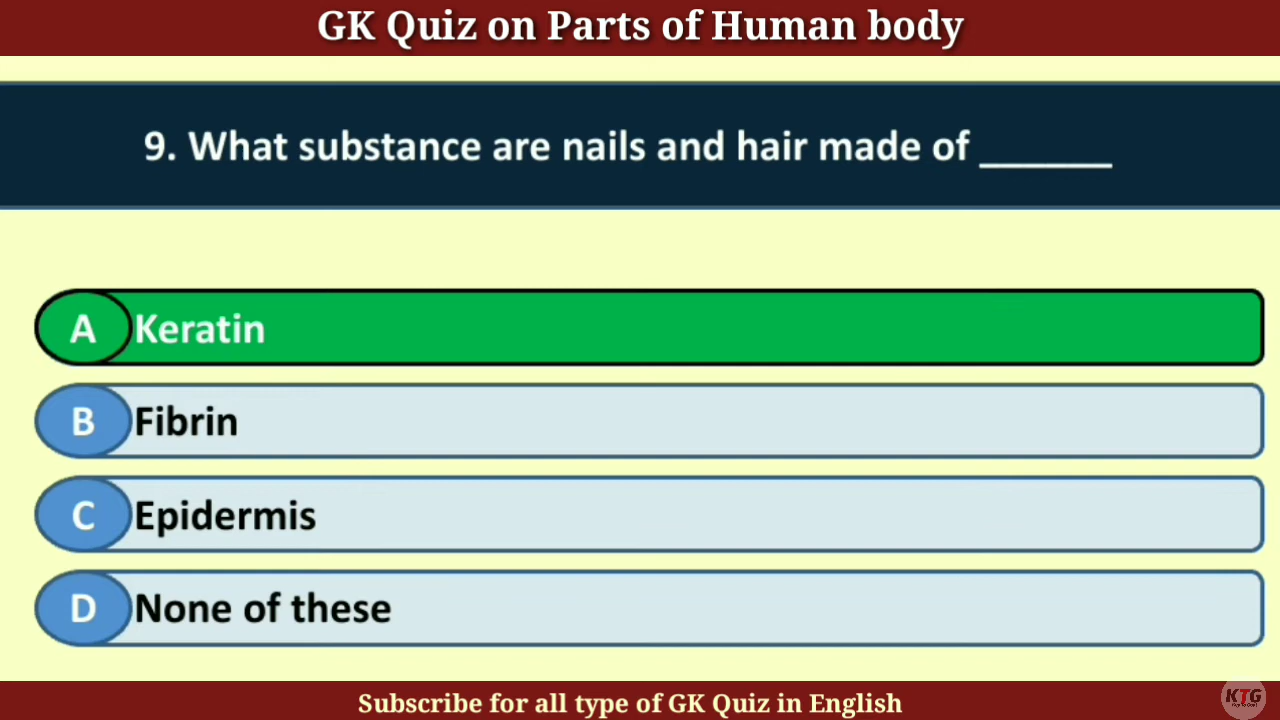 GK Quiz on Parts of Human body
9. What substance are nails and hair made of ______
A Keratin
B Fibrin
C Epidermis
D None of these
Subscribe for all type of GK Quiz in English
KTG